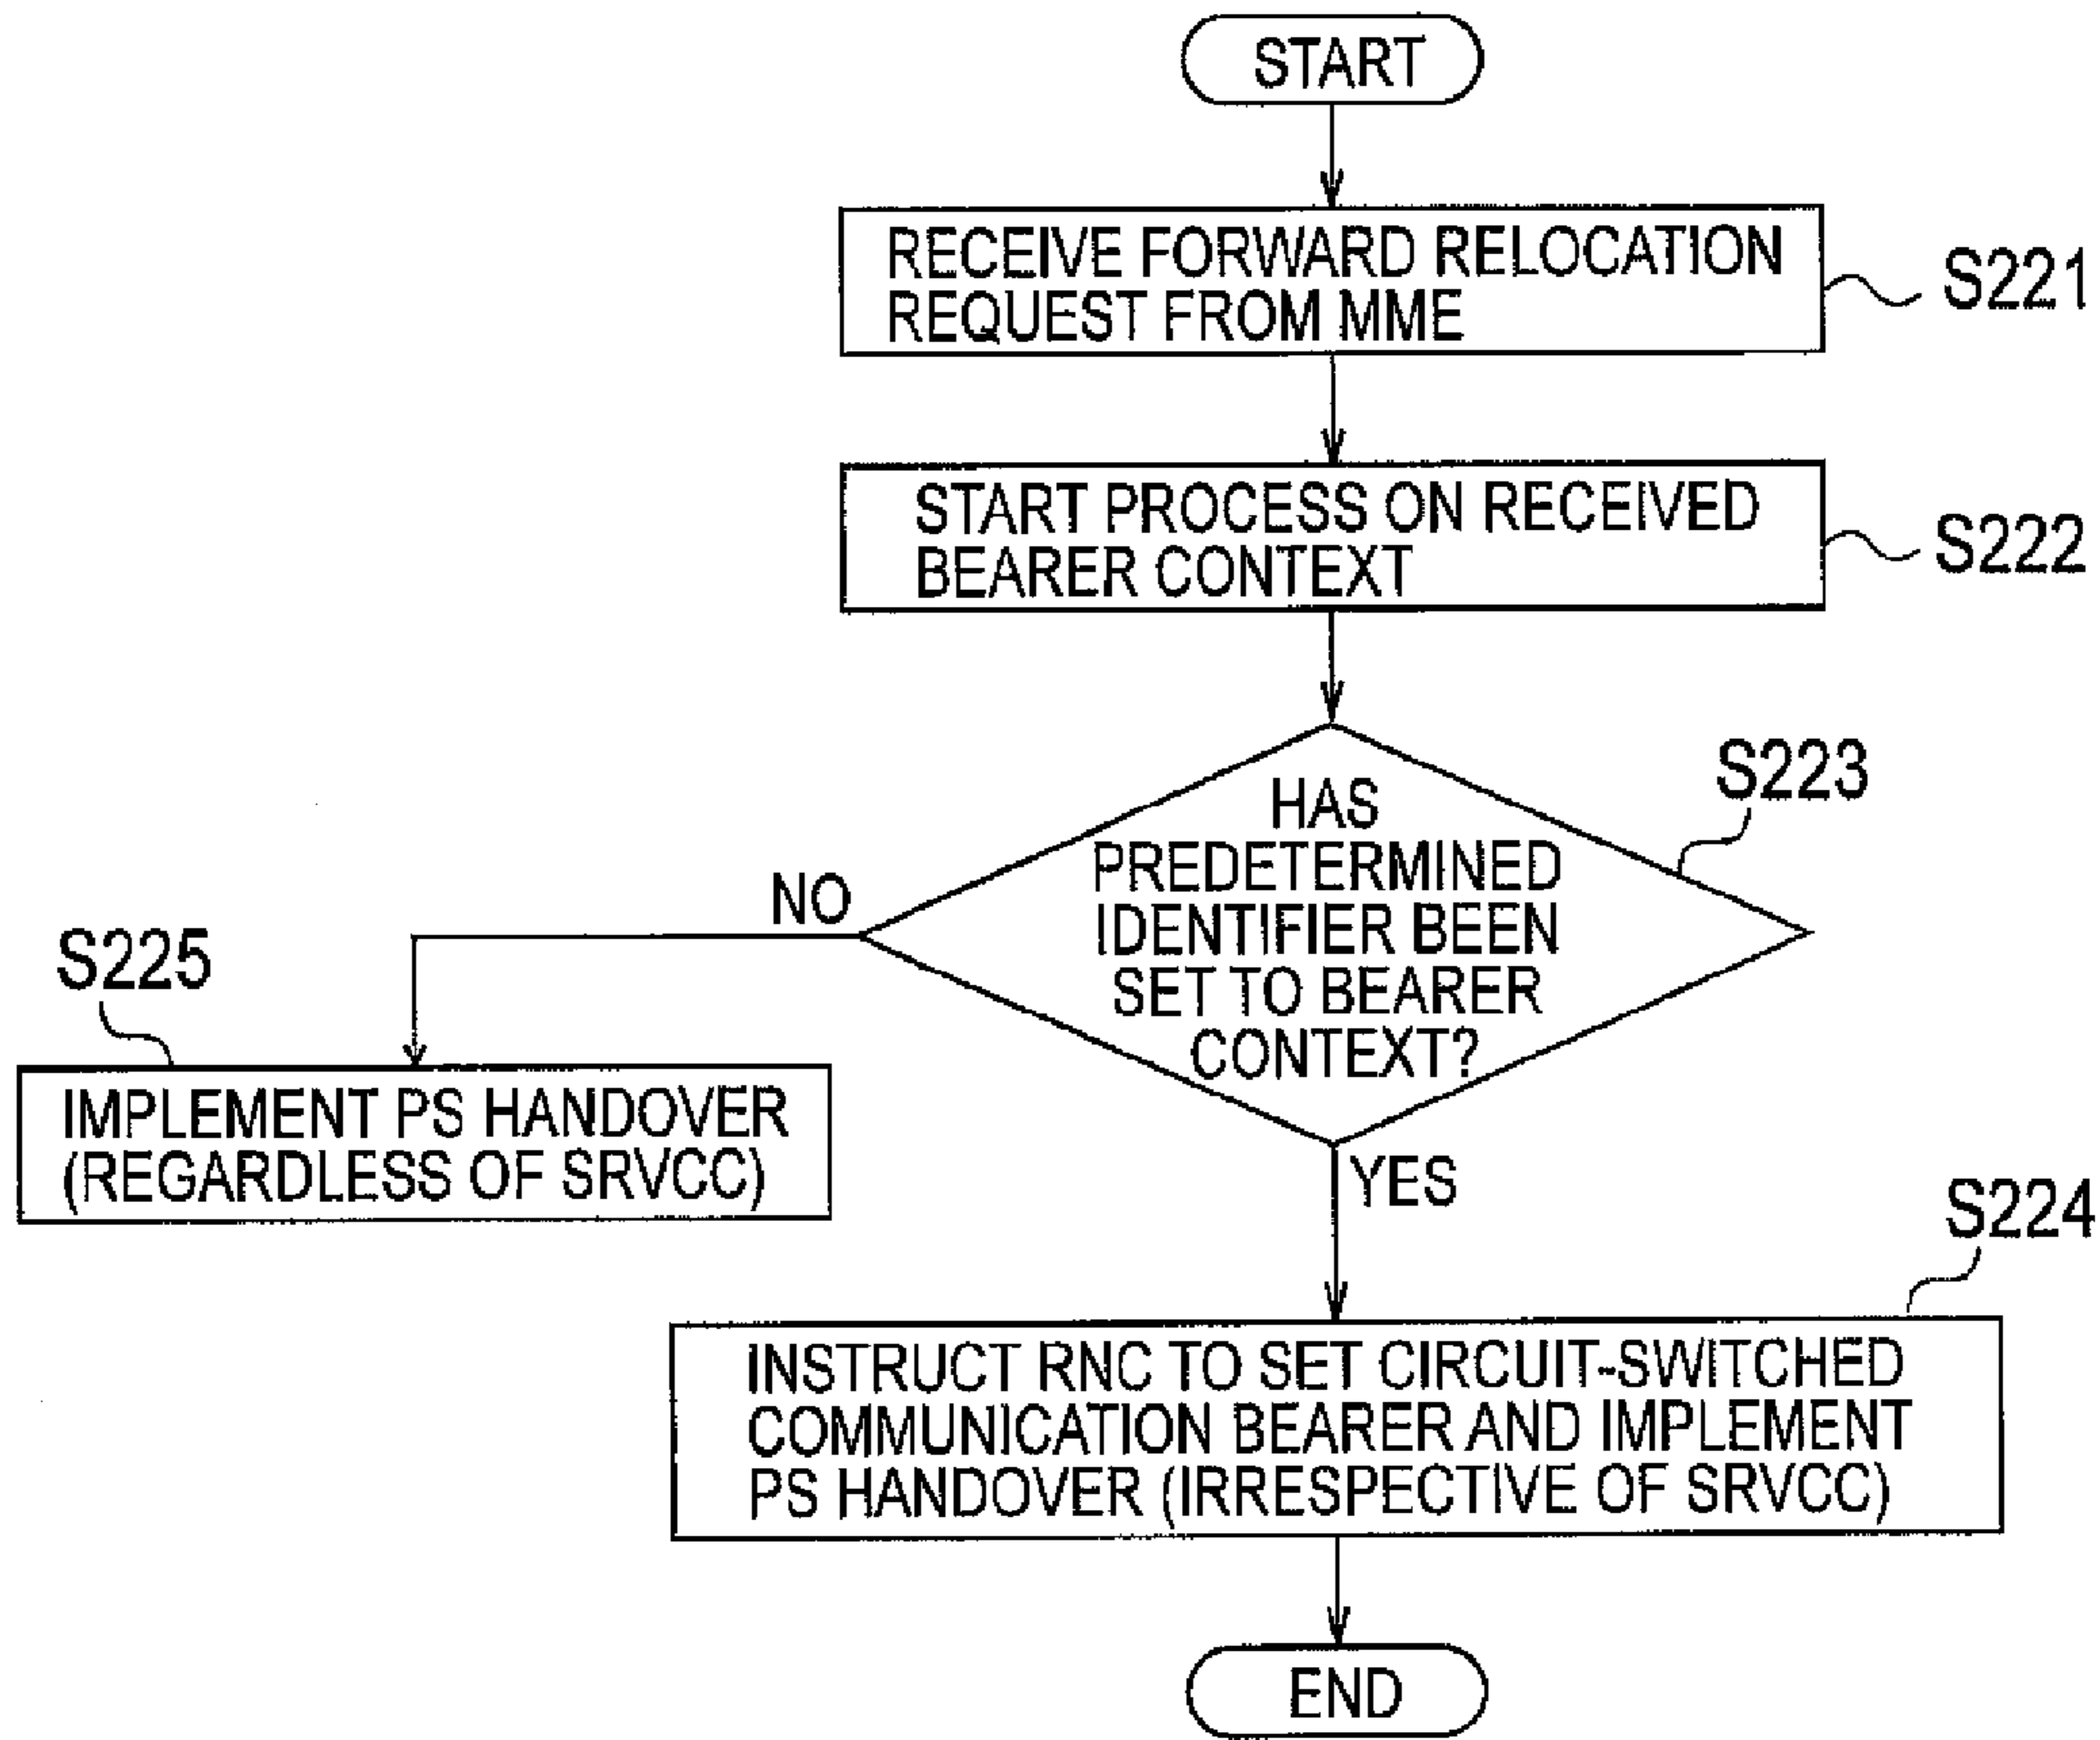 START
RECEIVE FORWARD RELOCATION
REQUEST FROM MME
S221
START PROCESS ON RECEIVED
BEARER CONTEXT
S222
HAS
PREDETERMINED
IDENTIFIER BEEN
SET TO BEARER
CONTEXT?
S223
NO
S225
IMPLEMENT PS HANDOVER
(REGARDLESS OF SRVCC)
YES
S224
INSTRUCT RNC TO SET CIRCUIT-SWITCHED
COMMUNICATION BEARER AND IMPLEMENT
PS HANDOVER (IRRESPECTIVE OF SRVCC)
END